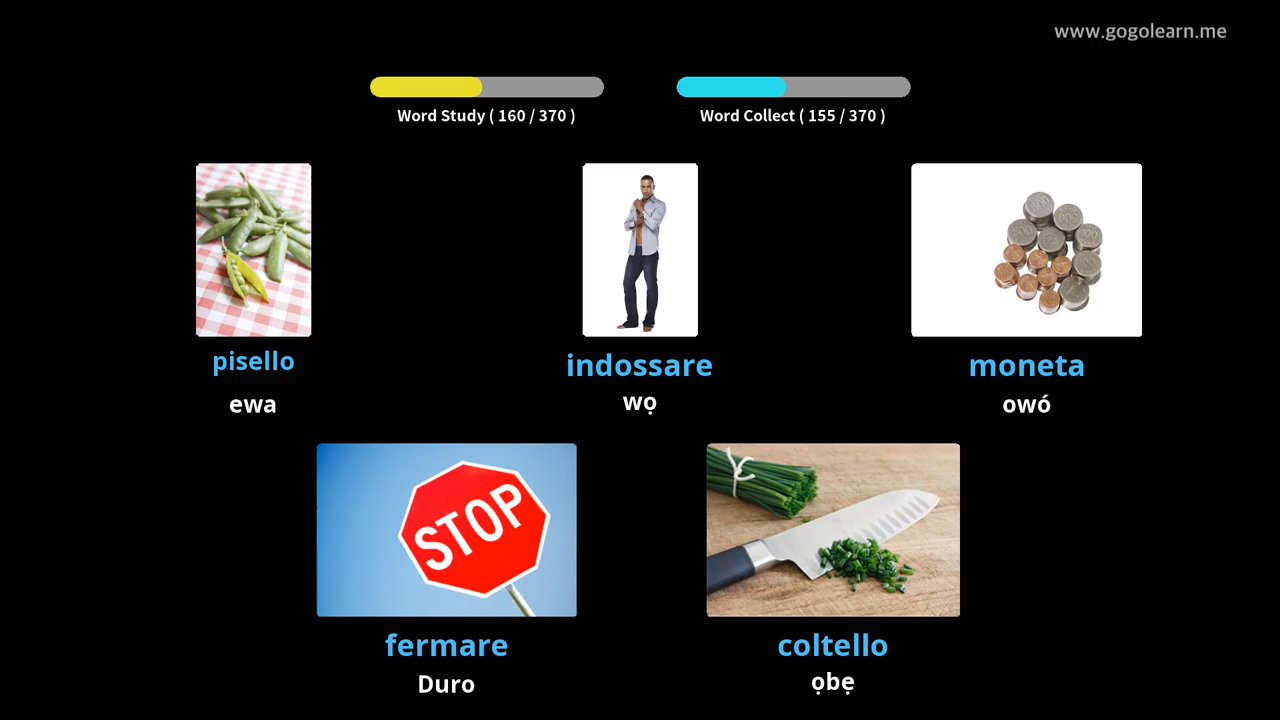 www.gogolearn.me
Word Study ( 160 / 370 )
Word Collect ( 155 / 370 )
pisello
ewa
indossare
wọ
moneta
owó
STOP
fermare
Duro
coltello
ọbẹ